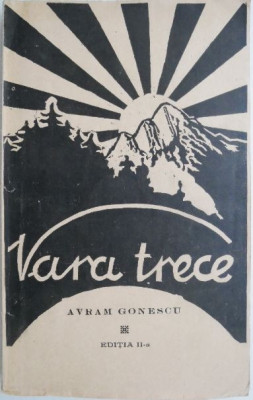 Vara trece
AVRAM GONESCU
EDIȚIA II-a